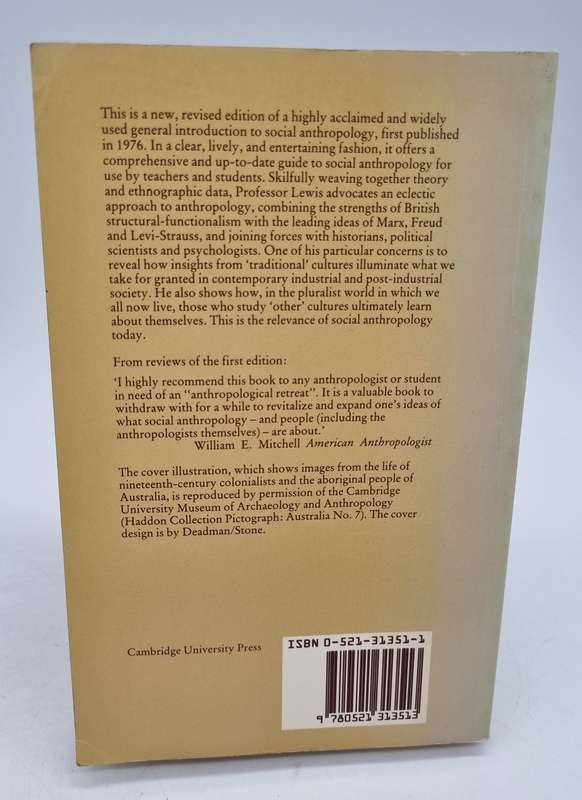 This is a new, revised edition of a highly acclaimed and widely
used general introduction to social anthropology, first published
in 1976. In a clear, lively, and entertaining fashion, it offers a
comprehensive and up-to-date guide to social anthropology for
use by teachers and students. Skilfully weaving together theory
and ethnographic data, Professor Lewis advocates an eclectic
approach to anthropology, combining the strengths of British
structural-functionalism with the leading ideas of Marx, Freud
and Levi-Strauss, and joining forces with historians, political
scientists and psychologists. One of his particular concerns is to
reveal how insights from ‘traditional’ cultures illuminate what we
take for granted in contemporary industrial and post-industrial
society. He also shows how, in the pluralist world in which we
all now live, those who study ‘other’ cultures ultimately learn
about themselves. This is the relevance of social anthropology
today.
From reviews of the first edition:
‘I highly recommend this book to any anthropologist or student
in need of an “anthropological retreat”. It is a valuable book to
withdraw with for a while to revitalize and expand one’s ideas of
what social anthropology – and people (including the
anthropologists themselves) – are about.’
William E. Mitchell American Anthropologist
The cover illustration, which shows images from the life of
nineteenth-century colonialists and the aboriginal people of
Australia, is reproduced by permission of the Cambridge
University Museum of Archaeology and Anthropology
(Haddon Collection Pictograph: Australia No. 7). The cover
design is by Deadman/Stone.
Cambridge University Press
ISBN 0-521-31351-1
9 780521 313513